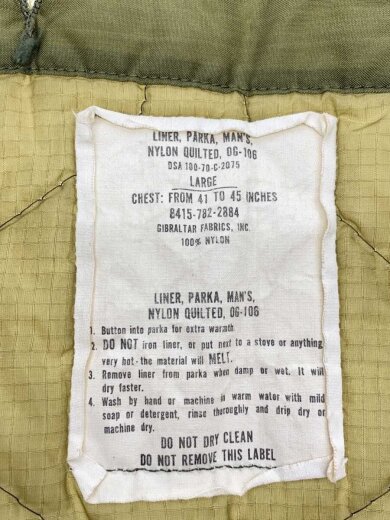 LINER, PARKA, MAN'S,
NYLON QUILTED, OG-106
DSA 100-70-C-2075
LARGE
CHEST: FROM 41 TO 45 INCHES
8415-782-2884
GIBRALTAR FABRICS, INC.
100% NYLON
LINER, PARKA, MAN'S,
NYLON QUILTED, OG-106
1. Button into parka for extra warmth.
2. DO NOT iron liner, or put next to a stove or anything
very hot- the material will MELT.
3. Remove liner from parka when damp or wet. It will
dry faster.
4. Wash by hand or machine in warm water with mild
soap or detergent, rinse thoroughly and drip dry or
machine dry.
DO NOT DRY CLEAN
DO NOT REMOVE THIS LABEL